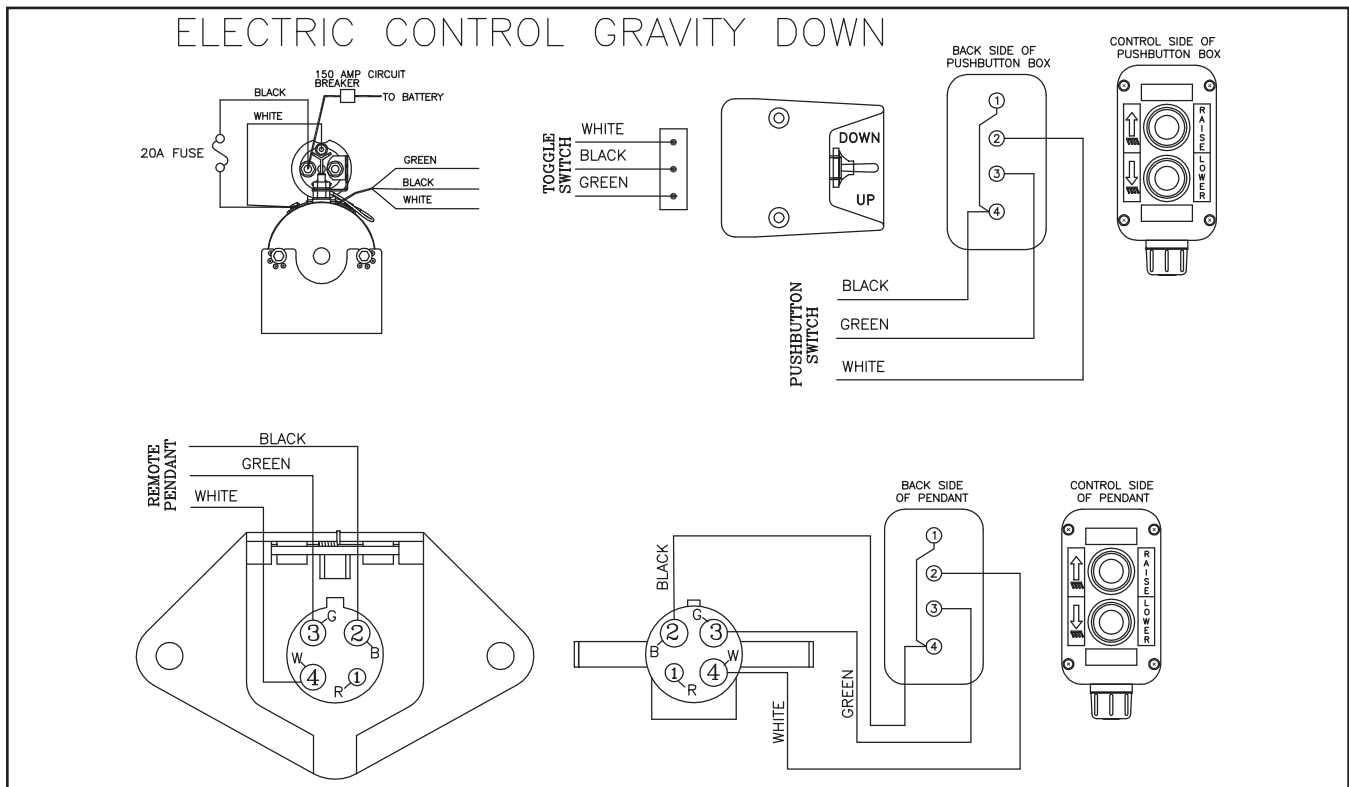 ELECTRIC CONTROL GRAVITY DOWN
150 AMP CIRCUIT
BREAKER
TO BATTERY
BLACK
WHITE
20A FUSE
GREEN
BLACK
WHITE
TOGGLE
SWITCH
WHITE
BLACK
GREEN
DOWN
UP
BACK SIDE OF
PUSHBUTTON BOX
1
2
3
4
CONTROL SIDE OF
PUSHBUTTON BOX
RAISE
LOWER
PUSHBUTTON
SWITCH
BLACK
GREEN
WHITE
REMOTE
PENDANT
BLACK
GREEN
WHITE
G
3
2
B
W
4
1
R
BLACK
G
2
3
B
W
1
4
R
WHITE
GREEN
BACK SIDE
OF PENDANT
1
2
3
4
CONTROL SIDE
OF PENDANT
RAISE
LOWER